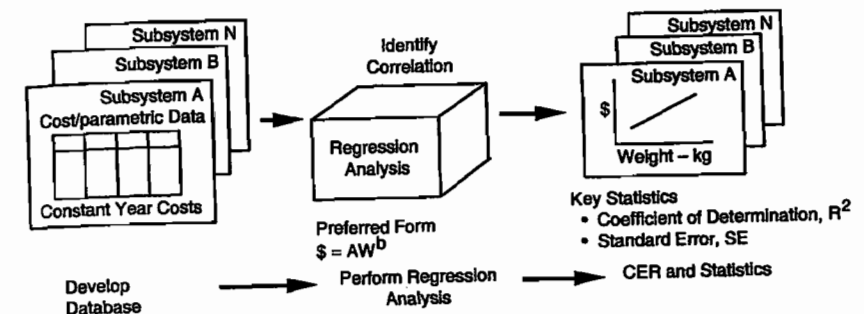 Subsystem N
Subsystem B
Subsystem A
Cost/parametric Data
Constant Year Costs
Identify
Correlation
Regression
Analysis
Preferred Form
$ = AW^b
Subsystem N
Subsystem B
Subsystem A
$
Weight – kg
Key Statistics
• Coefficient of Determination, R²
• Standard Error, SE
Develop
Database
Perform Regression
Analysis
CER and Statistics